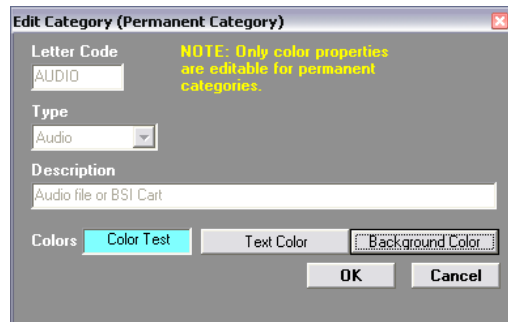 Edit Category (Permanent Category)
Letter Code
NOTE: Only color properties
are editable for permanent
categories.
AUDIO
Type
Audio
Description
Audio file or BSI Cart
Colors Color Test Text Color Background Color
OK Cancel